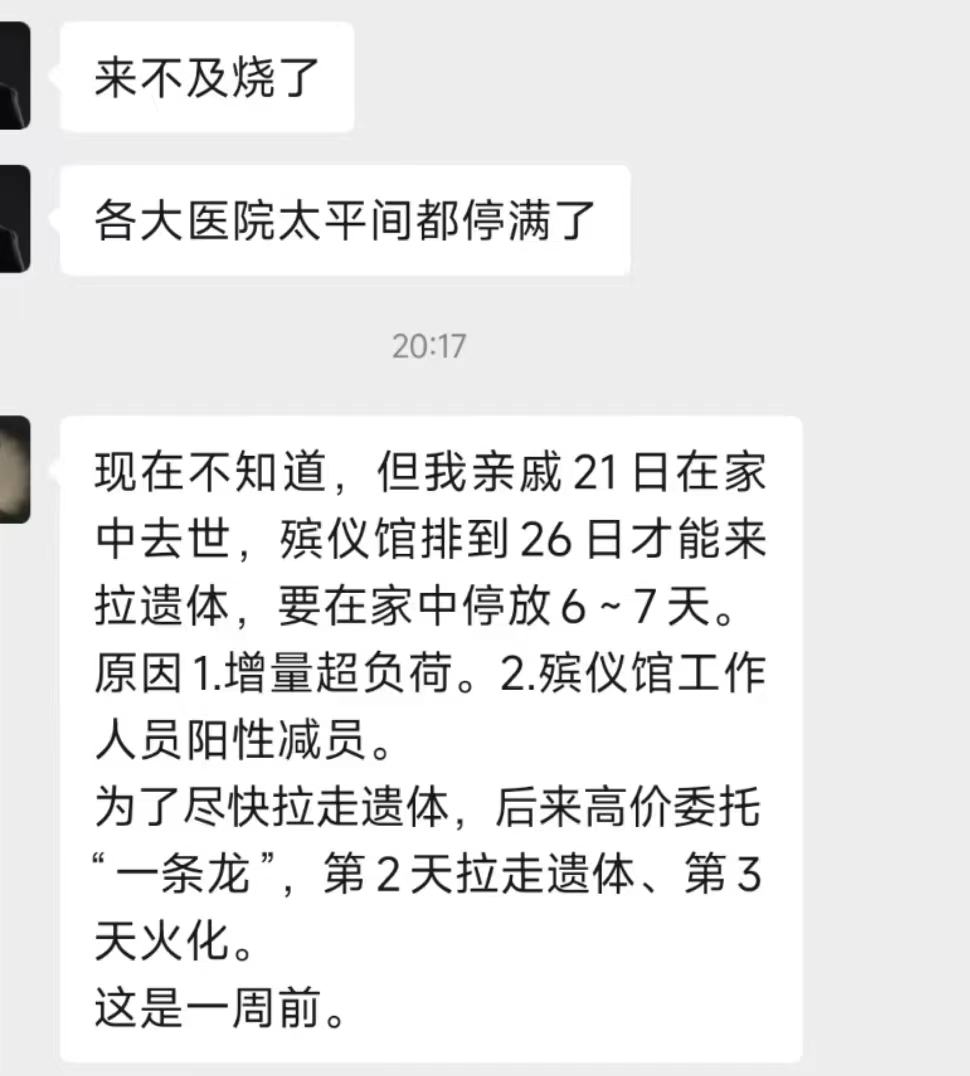 来不及烧了
各大医院太平间都停满了
20:17
现在不知道，但我亲戚21日在家
中去世，殡仪馆排到26日才能来
拉遗体，要在家中停放6~7天。
原因1.增量超负荷。2.殡仪馆工作
人员阳性减员。
为了尽快拉走遗体，后来高价委托
“一条龙”，第2天拉走遗体、第3
天火化。
这是一周前。